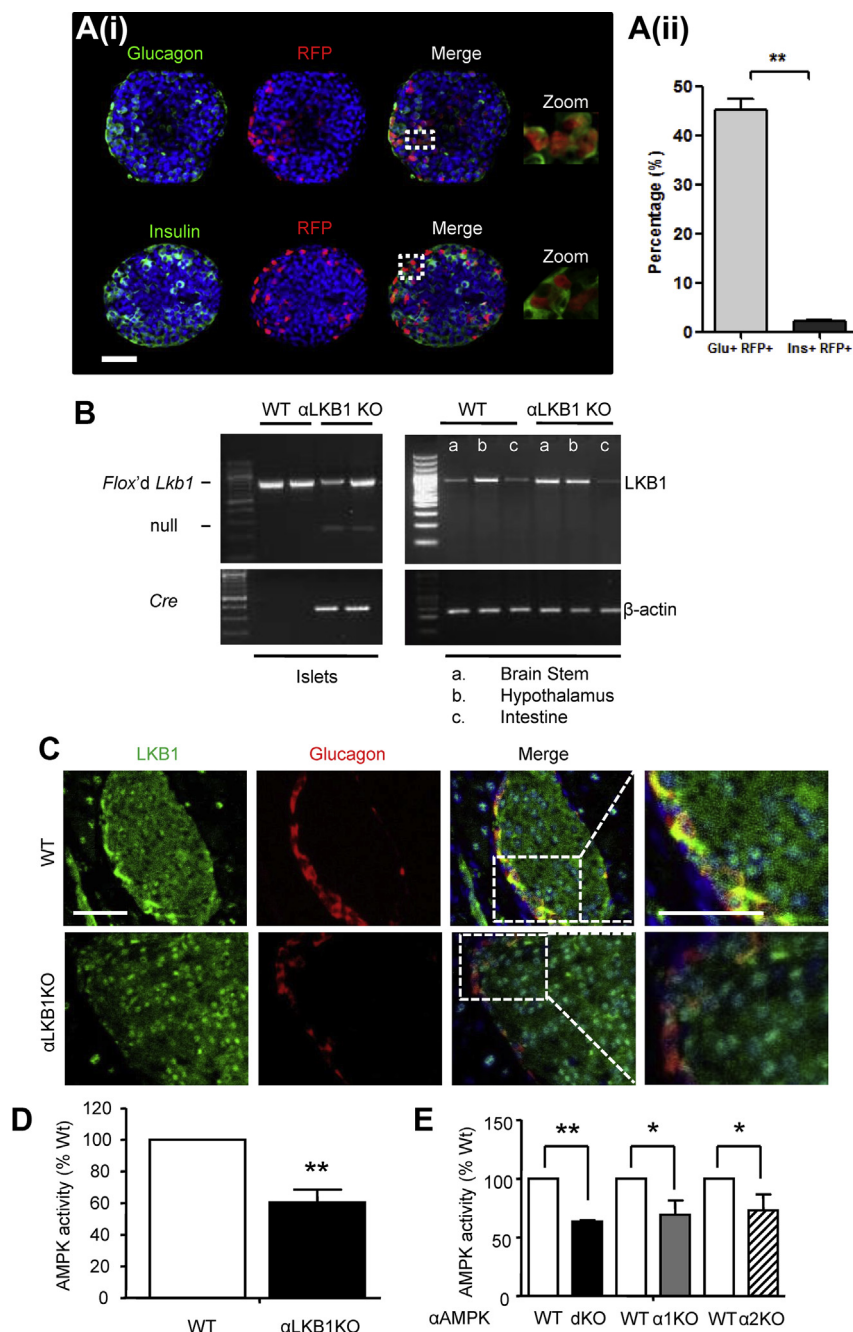 A(i)
Glucagon RFP Merge
Zoom
Insulin RFP Merge
Zoom
A(ii)
**
50
40
30
20
10
0
Percentage (%)
Glu+ RFP+ Ins+ RFP+
B
WT αLKB1 KO
Flox'd Lkb1
null
Cre
Islets
WT αLKB1 KO
a b c a b c
LKB1
β-actin
a. Brain Stem
b. Hypothalamus
c. Intestine
C
LKB1 Glucagon Merge
WT
αLKB1KO
D
120
100
80
60
40
20
0
AMPK activity (% Wt)
**
WT αLKB1KO
E
150
100
50
0
AMPK activity (% Wt)
** * *
αAMPK WT dKO WT α1KO WT α2KO